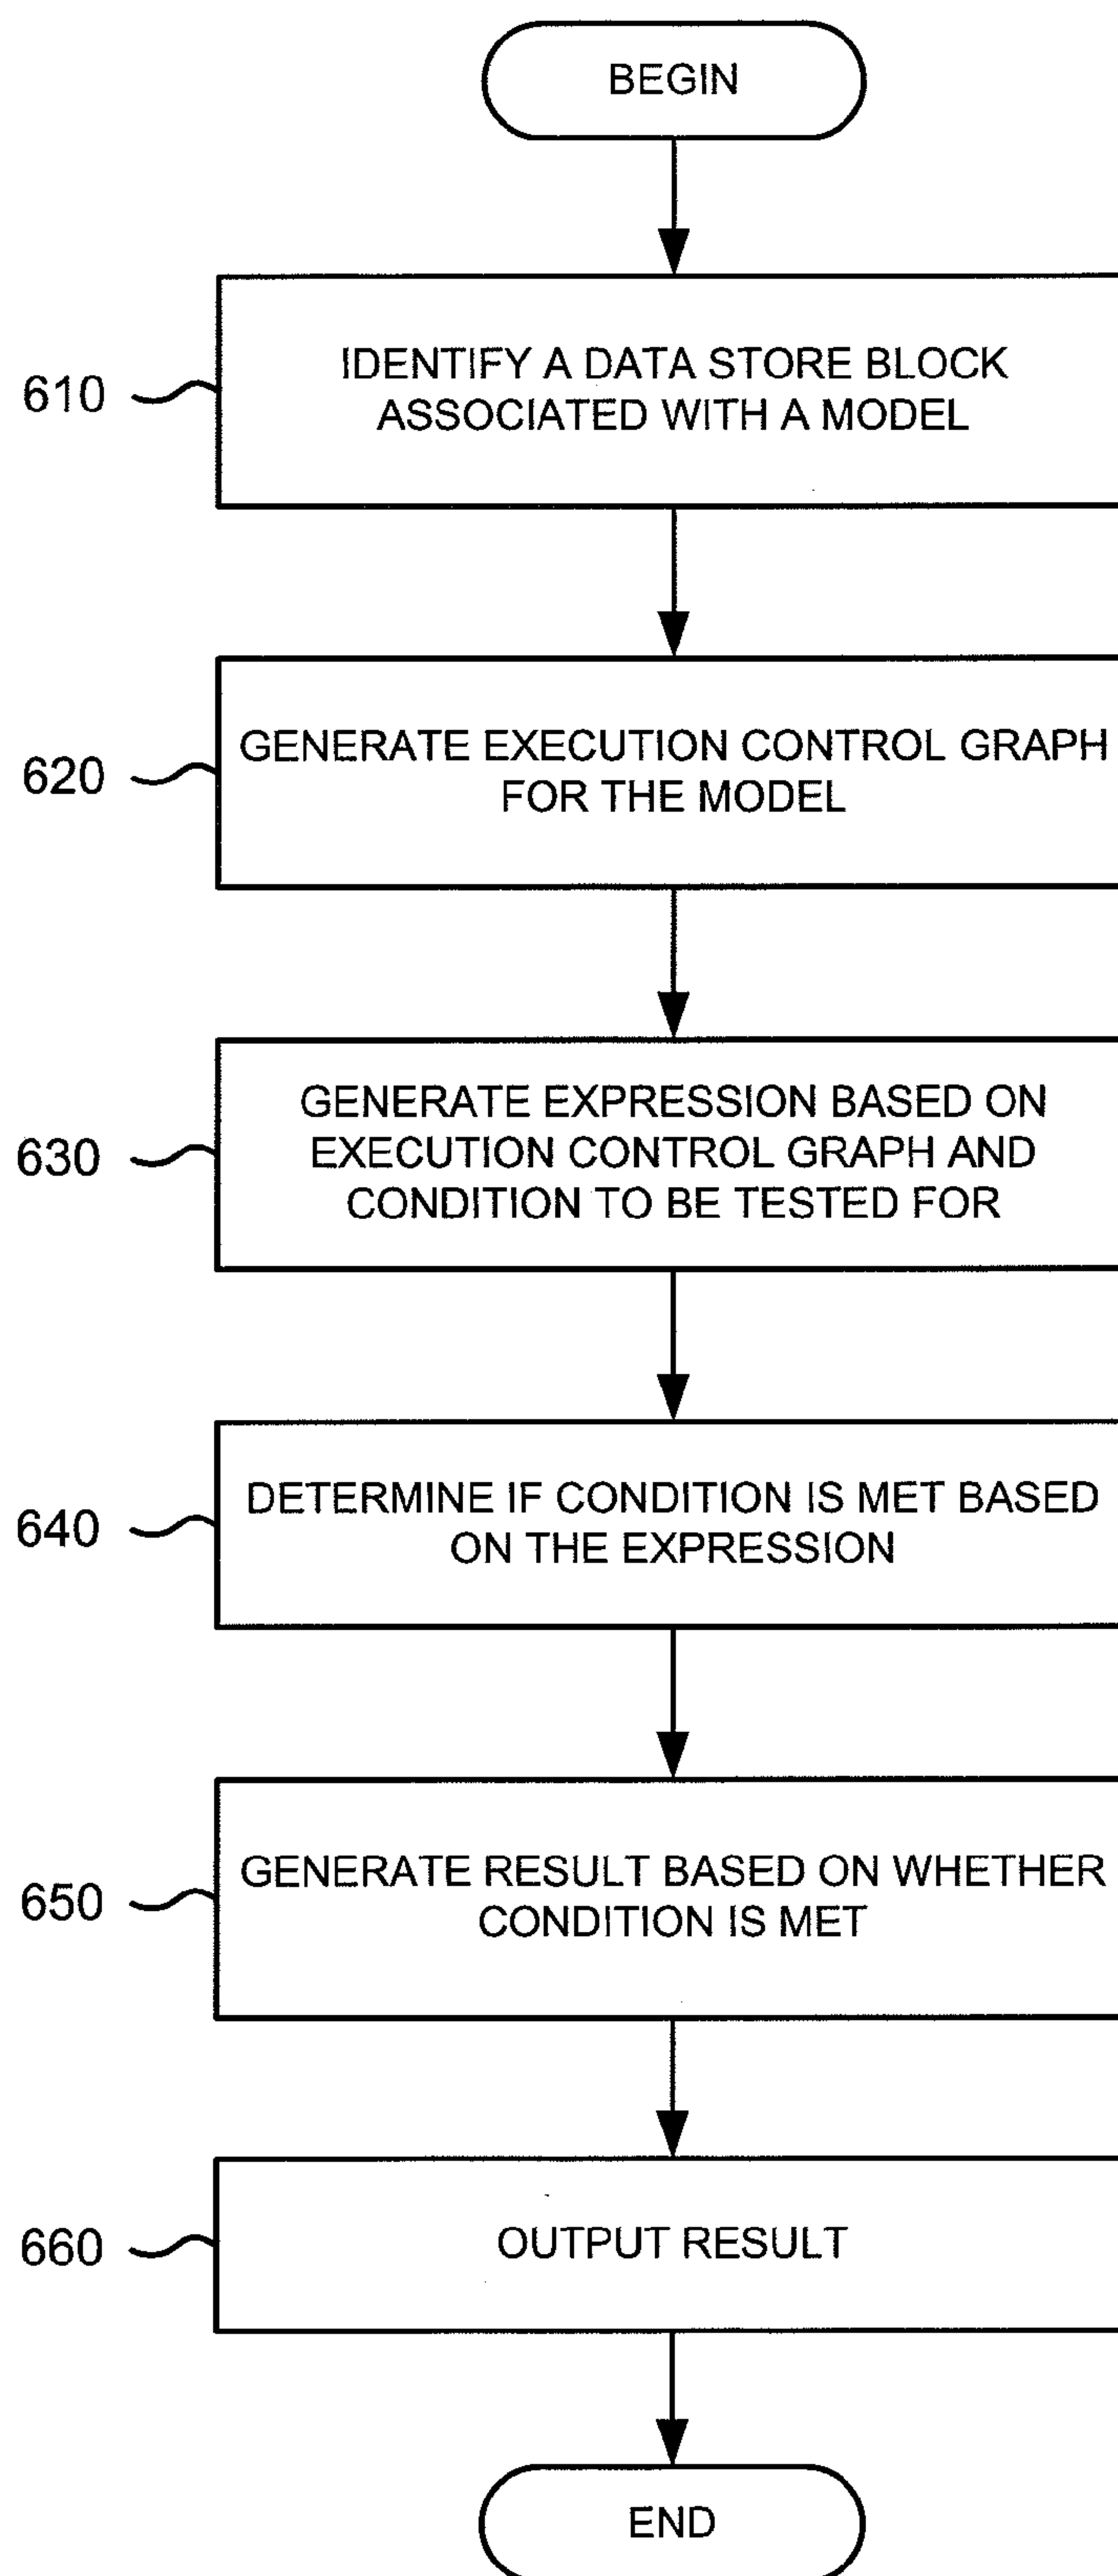 BEGIN
610
IDENTIFY A DATA STORE BLOCK
ASSOCIATED WITH A MODEL
620
GENERATE EXECUTION CONTROL GRAPH
FOR THE MODEL
630
GENERATE EXPRESSION BASED ON
EXECUTION CONTROL GRAPH AND
CONDITION TO BE TESTED FOR
640
DETERMINE IF CONDITION IS MET BASED
ON THE EXPRESSION
650
GENERATE RESULT BASED ON WHETHER
CONDITION IS MET
660
OUTPUT RESULT
END